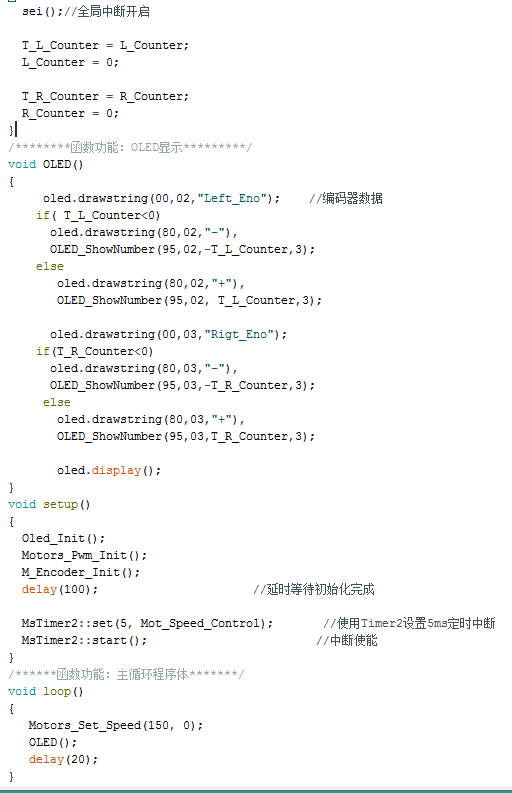 sei();//全局中断开启
T_L_Counter = L_Counter;
L_Counter = 0;
T_R_Counter = R_Counter;
R_Counter = 0;
}
/********函数功能: OLED显示*********/
void OLED()
{
oled.drawstring(00,02,"Left_Eno"); //编码器数据
if( T_L_Counter<0)
oled.drawstring(80,02,"-"),
OLED_ShowNumber(95,02,-T_L_Counter,3);
else
oled.drawstring(80,02,"+"),
OLED_ShowNumber(95,02, T_L_Counter,3);
oled.drawstring(00,03,"Rigt_Eno");
if(T_R_Counter<0)
oled.drawstring(80,03,"-"),
OLED_ShowNumber(95,03,-T_R_Counter,3);
else
oled.drawstring(80,03,"+"),
OLED_ShowNumber(95,03,T_R_Counter,3);
oled.display();
}
void setup()
{
Oled_Init();
Motors_Pwm_Init();
M_Encoder_Init();
delay(100); //延时等待初始化完成
MsTimer2::set(5, Mot_Speed_Control); //使用Timer2设置5ms定时中断
MsTimer2::start(); //中断使能
}
/******函数功能: 主循环程序体*******/
void loop()
{
Motors_Set_Speed(150, 0);
OLED();
delay(20);
}